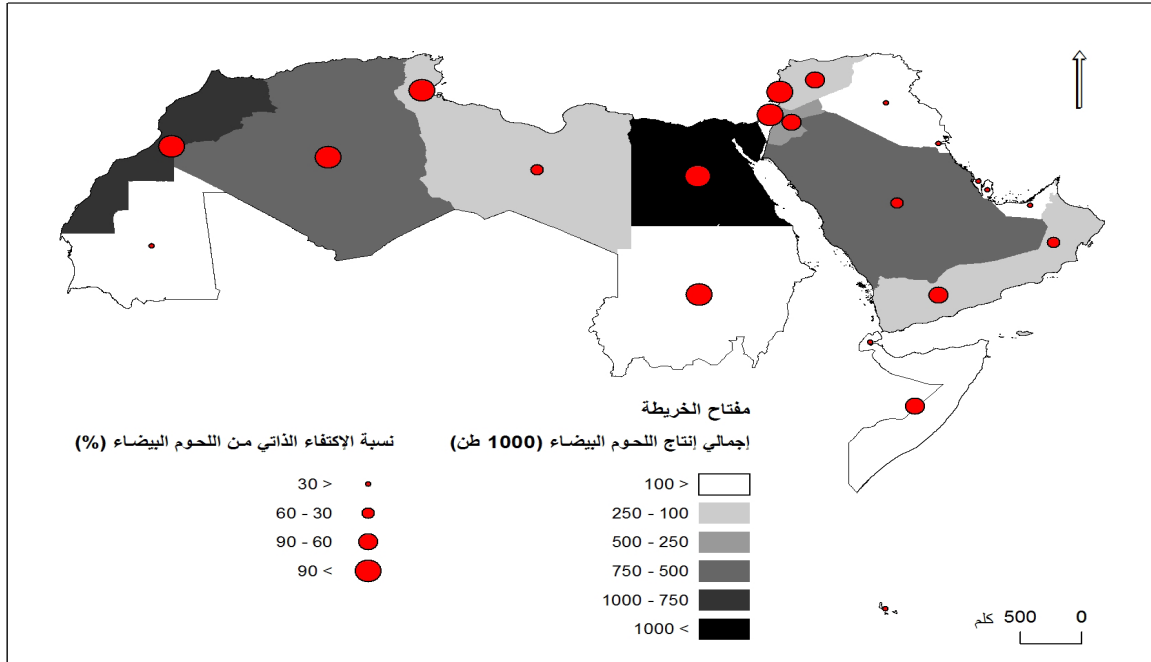 مفتاح الخريطة
إجمالي إنتاج اللحوم البيضاء (1000 طن)
100 >
250 - 100
500 - 250
750 - 500
1000 - 750
1000 <
نسبة الإكتفاء الذاتي من اللحوم البيضاء (%)
30 >
60 - 30
90 - 60
90 <
0 500 كلم